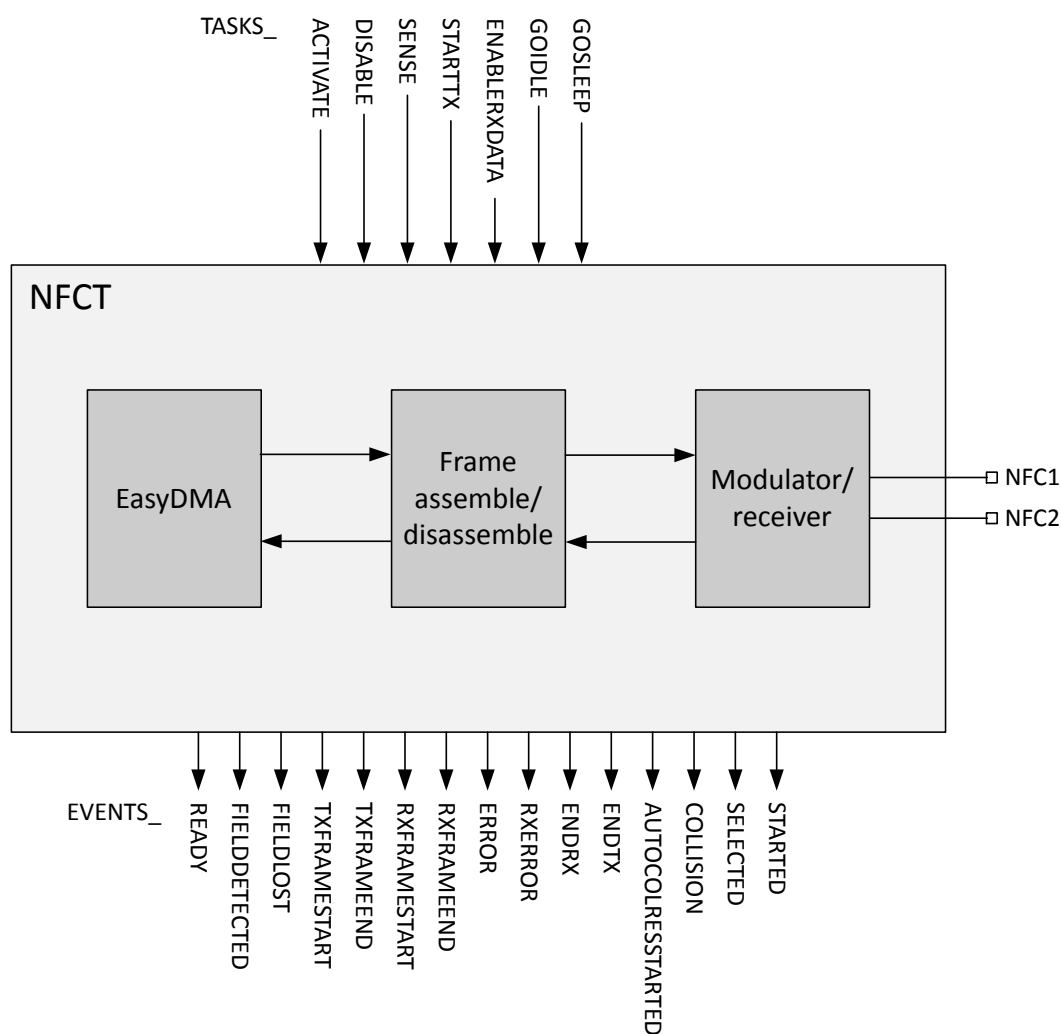 TASKS_
ACTIVATE
DISABLE
SENSE
STARTTX
ENABLERXDATA
GOIDLE
GOSLEEP
NFCT
EasyDMA
Frame
assemble/
disassemble
Modulator/
receiver
NFC1
NFC2
EVENTS_
READY
FIELDDETECTED
FIELDLOST
TXFRAMESTART
TXFRAMEEND
RXFRAMESTART
RXFRAMEEND
ERROR
RXERROR
ENDRX
ENDTX
AUTOCOLRESSTARTED
COLLISION
SELECTED
STARTED